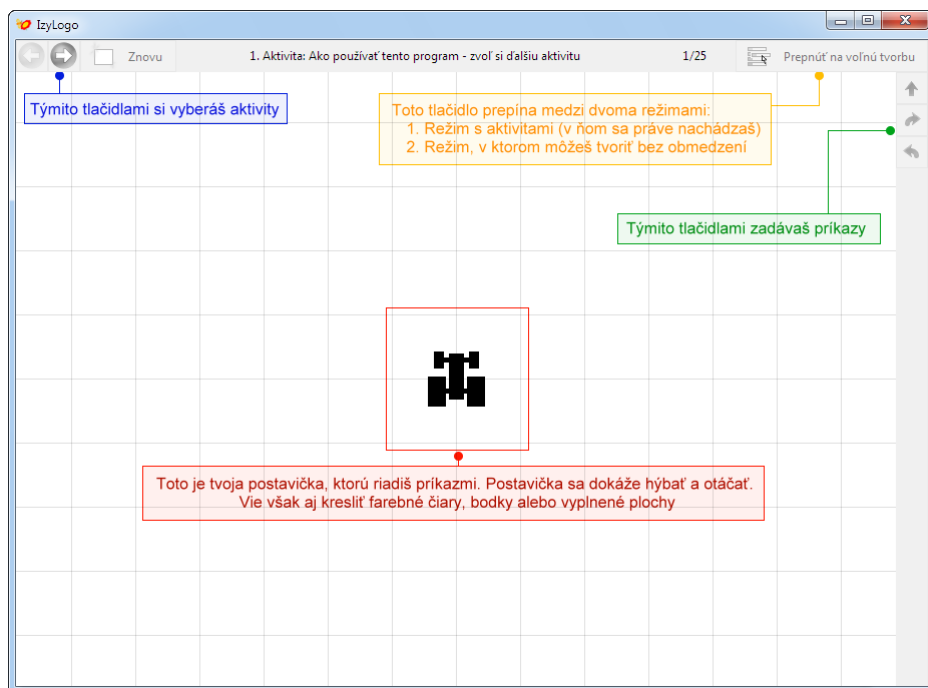 IzyLogo
Znovu
1. Aktivita: Ako používať tento program - zvoľ si ďalšiu aktivitu
1/25
Prepnúť na voľnú tvorbu
Týmito tlačidlami si vyberáš aktivity
Toto tlačidlo prepína medzi dvoma režimami:
1. Režim s aktivitami (v ňom sa práve nachádzaš)
2. Režim, v ktorom môžeš tvoriť bez obmedzení
Týmito tlačidlami zadávaš príkazy
Toto je tvoja postavička, ktorú riadiš príkazmi. Postavička sa dokáže hýbať a otáčať.
Vie však aj kresliť farebné čiary, bodky alebo vyplnené plochy